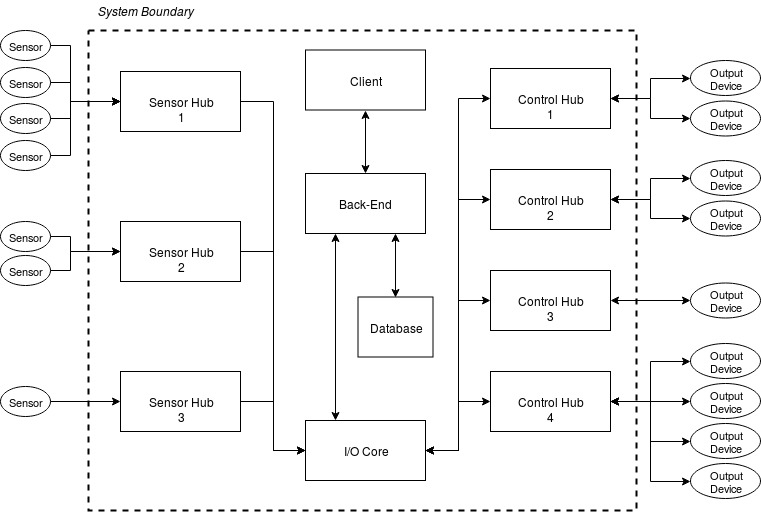 System Boundary
Sensor
Sensor
Sensor
Sensor
Sensor Hub
1
Client
Control Hub
1
Output
Device
Output
Device
Back-End
Control Hub
2
Output
Device
Output
Device
Sensor
Sensor
Sensor Hub
2
Database
Control Hub
3
Output
Device
Sensor
Sensor Hub
3
I/O Core
Control Hub
4
Output
Device
Output
Device
Output
Device
Output
Device